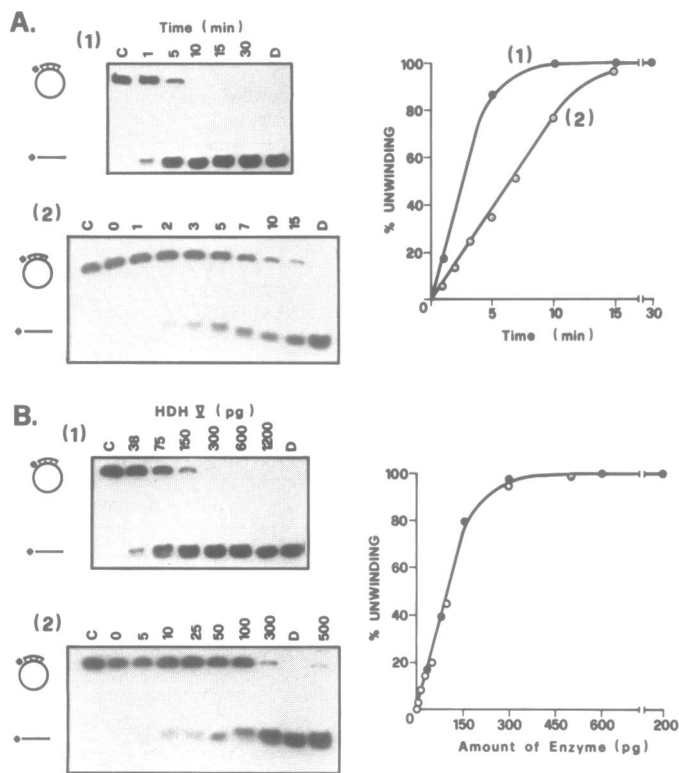 A.
(1)
Time (min)
C 1 5 10 15 30 D
(2)
C 0 1 2 3 5 7 10 15 D
% UNWINDING
100
80
60
40
20
0
(1)
(2)
5 10 15 30
Time (min)
B.
HDH V (pg)
(1)
C 38 75 150 300 600 1200 D
(2)
C 0 5 10 25 50 100 300 D 500
% UNWINDING
100
80
60
40
20
0
150 300 450 600 200
Amount of Enzyme (pg)